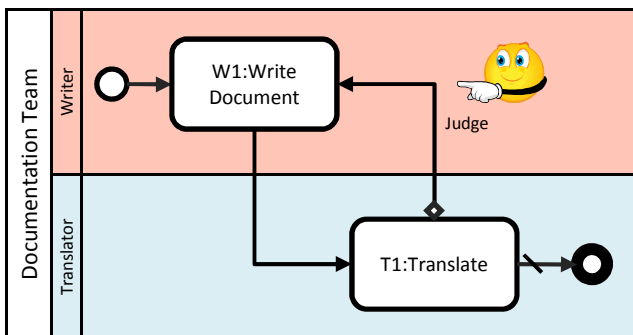 Documentation Team
Writer
W1:Write
Document
Judge
Translator
T1:Translate